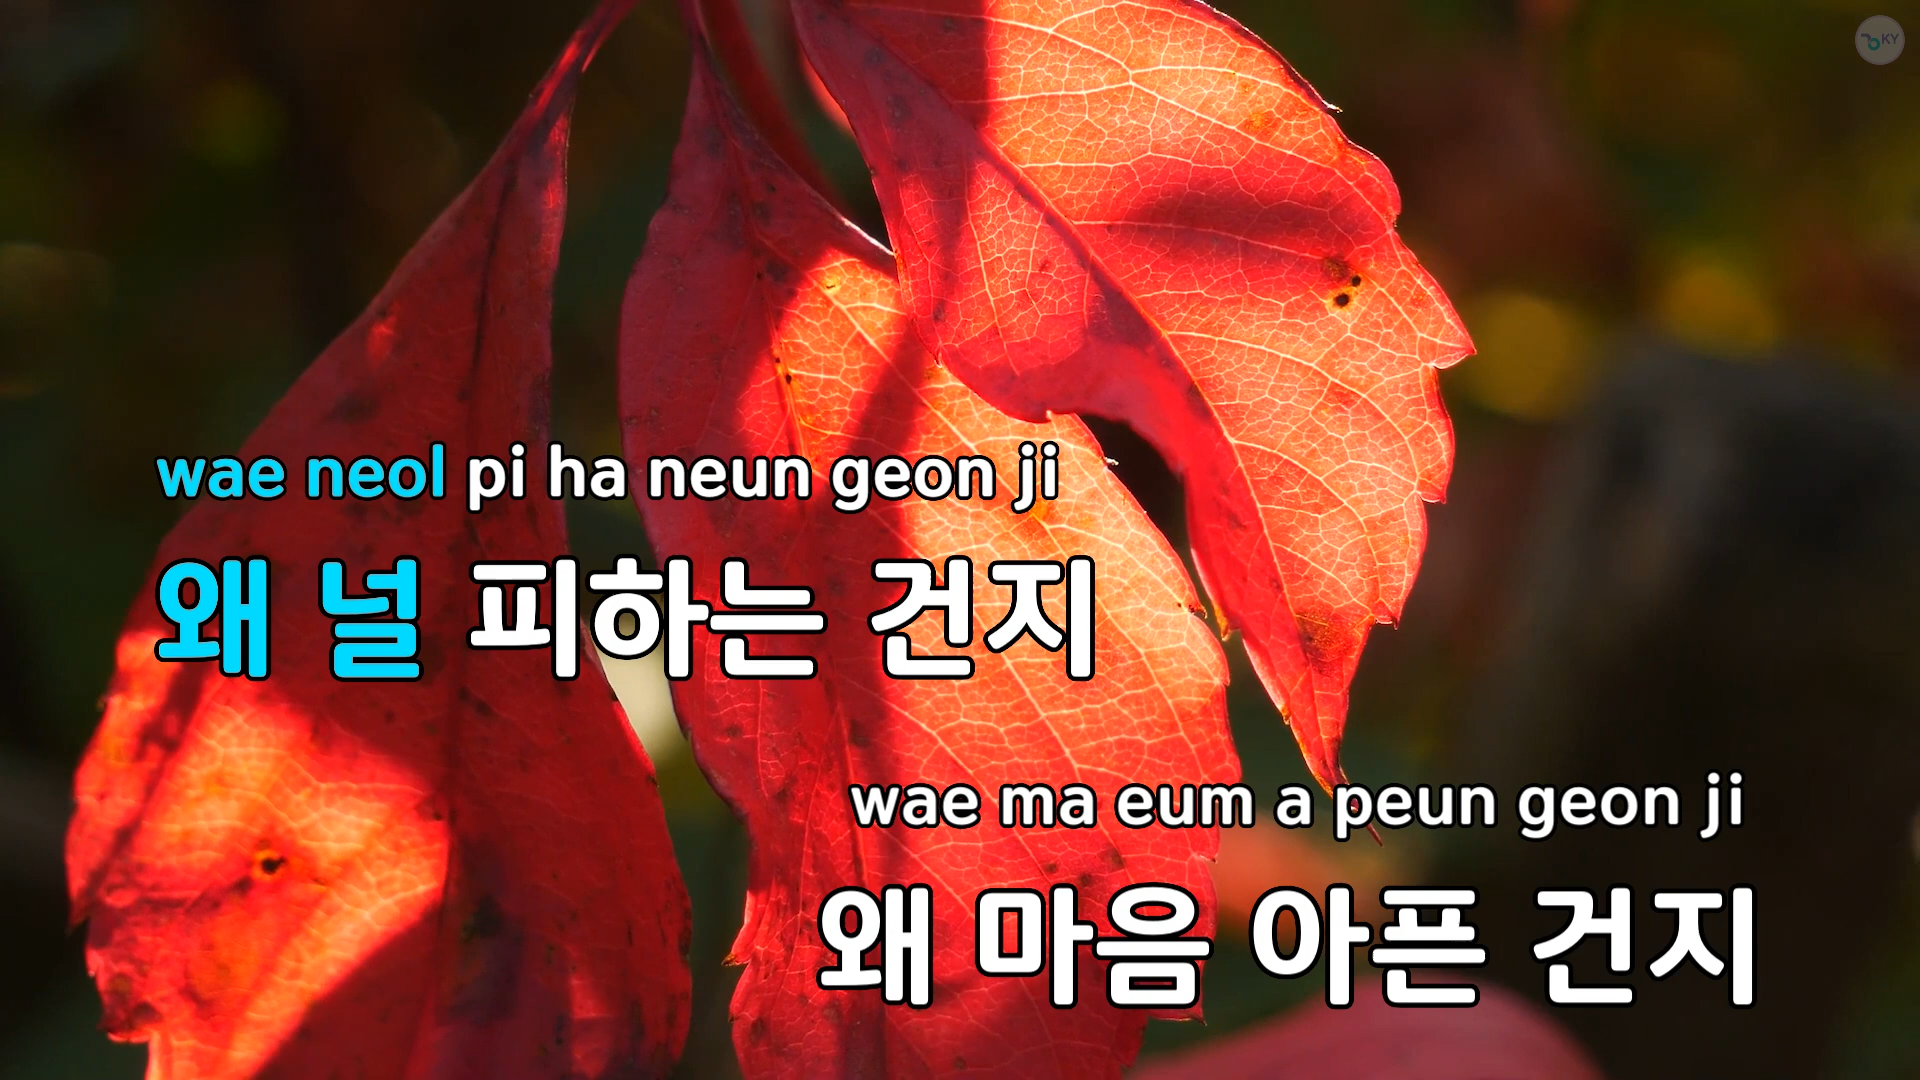 KY
wae neol pi ha neun geon ji
왜 널 피하는 건지
wae ma eum a peun geon ji
왜 마음 아픈 건지